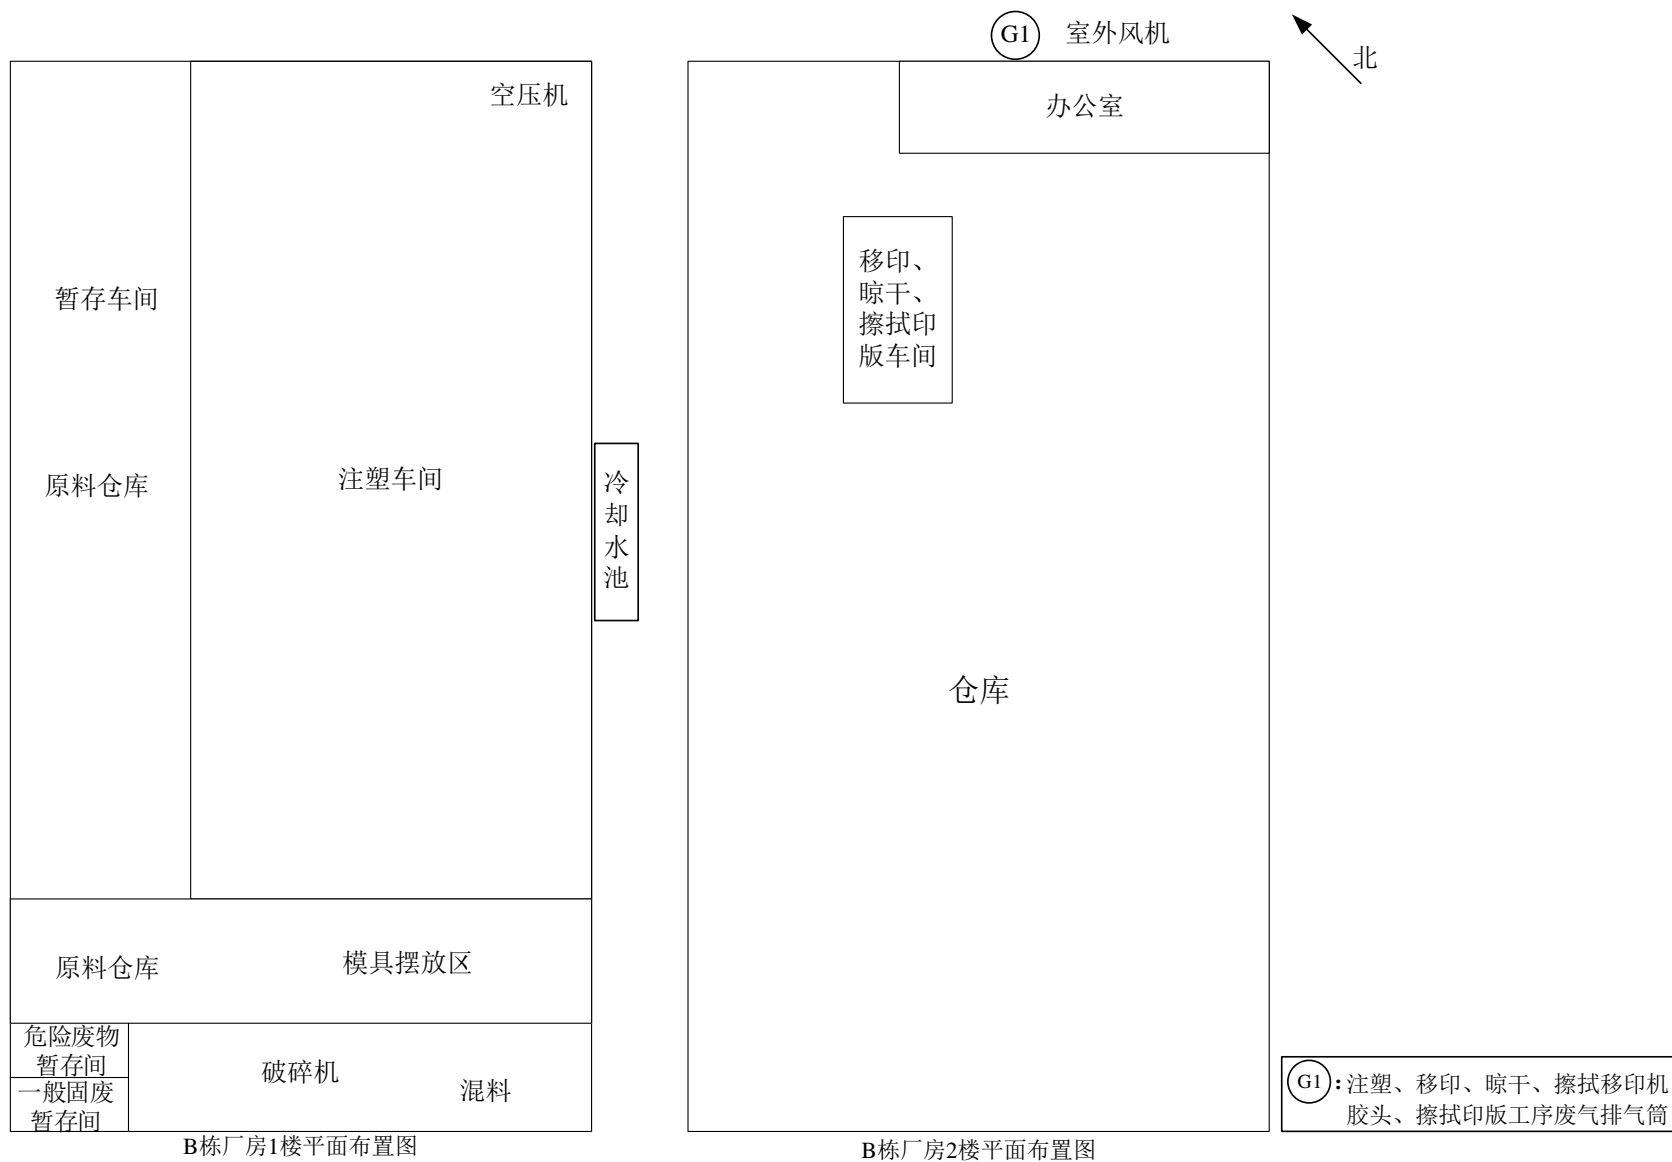 G1 室外风机
北
空压机
办公室
暂存车间
移印、
晾干、
擦拭印
版车间
原料仓库
注塑车间
冷
却
水
池
仓库
原料仓库
模具摆放区
危险废物
暂存间
一般固废
暂存间
破碎机
混料
G1：注塑、移印、晾干、擦拭移印机
胶头、擦拭印版工序废气排气筒
B栋厂房1楼平面布置图
B栋厂房2楼平面布置图